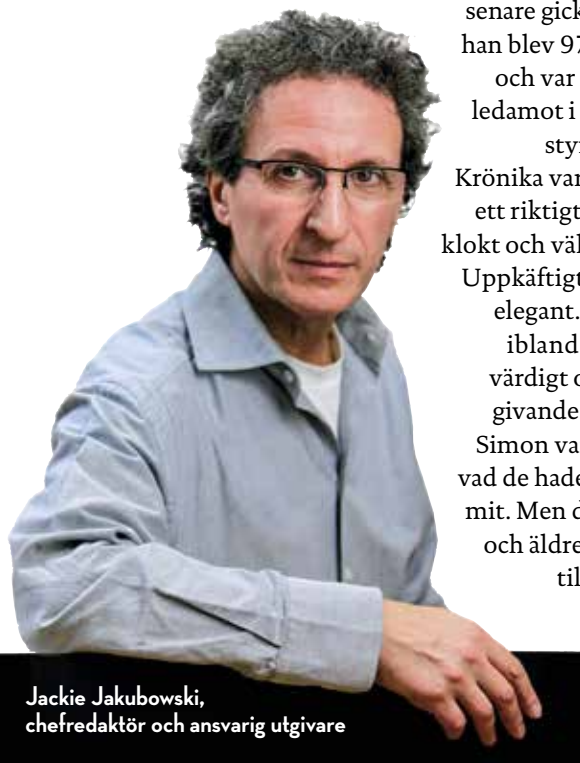 senare gick
han blev 97
och var
ledamot i
styr
Krönika var
ett riktigt
klokt och väl
Uppkäftigt
elegant.
ibland
värdigt o
givande
Simon va
vad de hade
mit. Men d
och äldre
til
Jackie Jakubowski,
chefredaktör och ansvarig utgivare